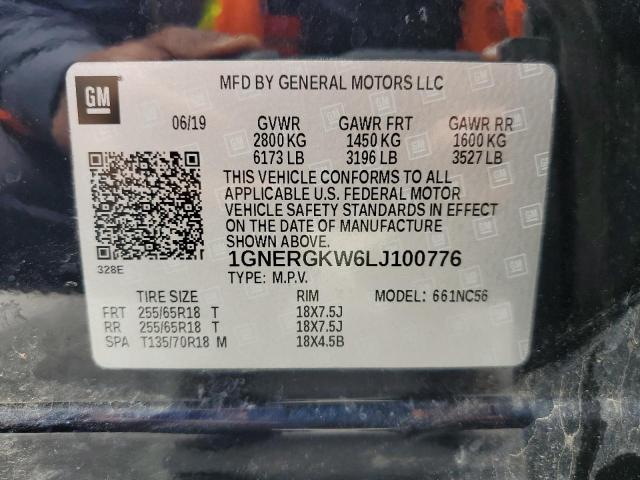 GM
MFD BY GENERAL MOTORS LLC
06/19 GVWR GAWR FRT GAWR RR
2800 KG 1450 KG 1600 KG
6173 LB 3196 LB 3527 LB
THIS VEHICLE CONFORMS TO ALL
APPLICABLE U.S. FEDERAL MOTOR
VEHICLE SAFETY STANDARDS IN EFFECT
ON THE DATE OF MANUFACTURE
SHOWN ABOVE.
328E
1GNERGKW6LJ100776
TYPE: M.P.V.
TIRE SIZE RIM MODEL: 661NC56
FRT 255/65R18 T 18X7.5J
RR 255/65R18 T 18X7.5J
SPA T135/70R18 M 18X4.5B